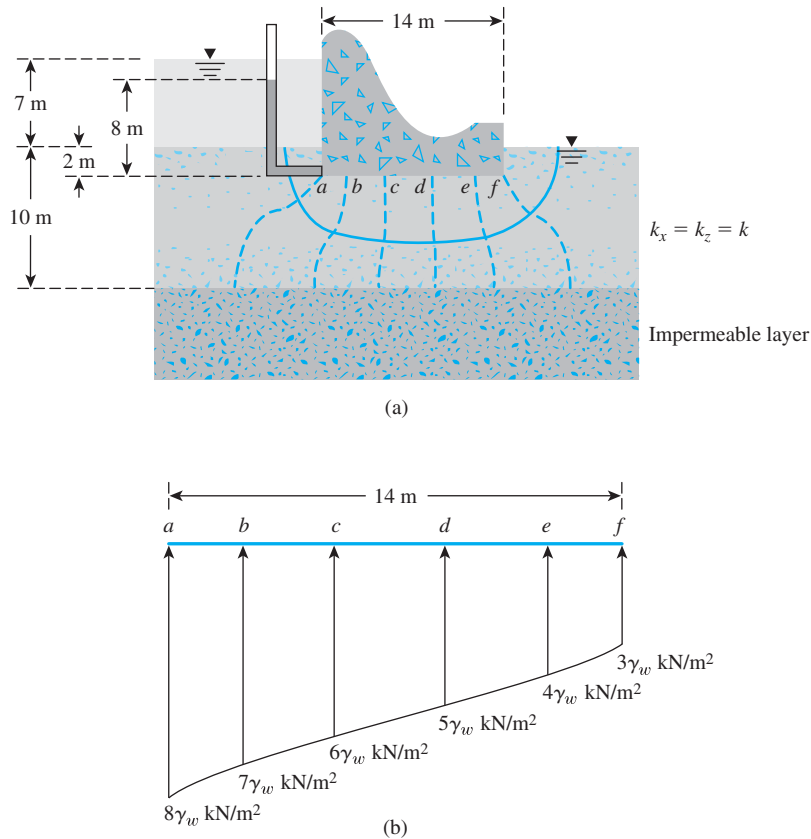 14 m
7 m
8 m
2 m
10 m
a b c d e f
k_x = k_z = k
Impermeable layer
(a)
14 m
a b c d e f
3γ_w kN/m²
4γ_w kN/m²
5γ_w kN/m²
6γ_w kN/m²
7γ_w kN/m²
8γ_w kN/m²
(b)